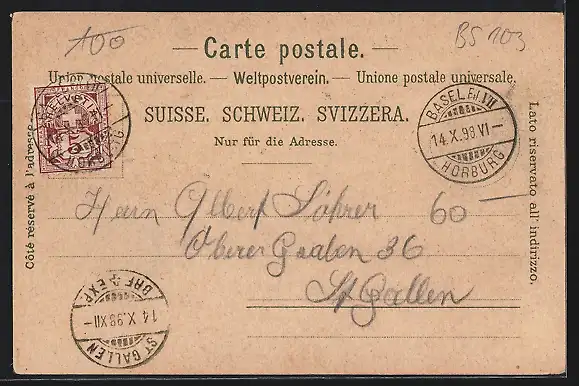 100
BS 103
— Carte postale. —
Union postale universelle. — Weltpostverein. — Unione postale universale.
SUISSE. SCHWEIZ. SVIZZERA.
Nur für die Adresse.
Côté réservé à l'adresse.
Lato riservato all' indirizzo.
HELVETIA
BASEL
14.X.98.VI—
HORBURG
Herrn Albert Löhrer 60—
Oberer Graben 36
St. Gallen
BRF. EXP.
14.X.98.XII—
ST GALLEN